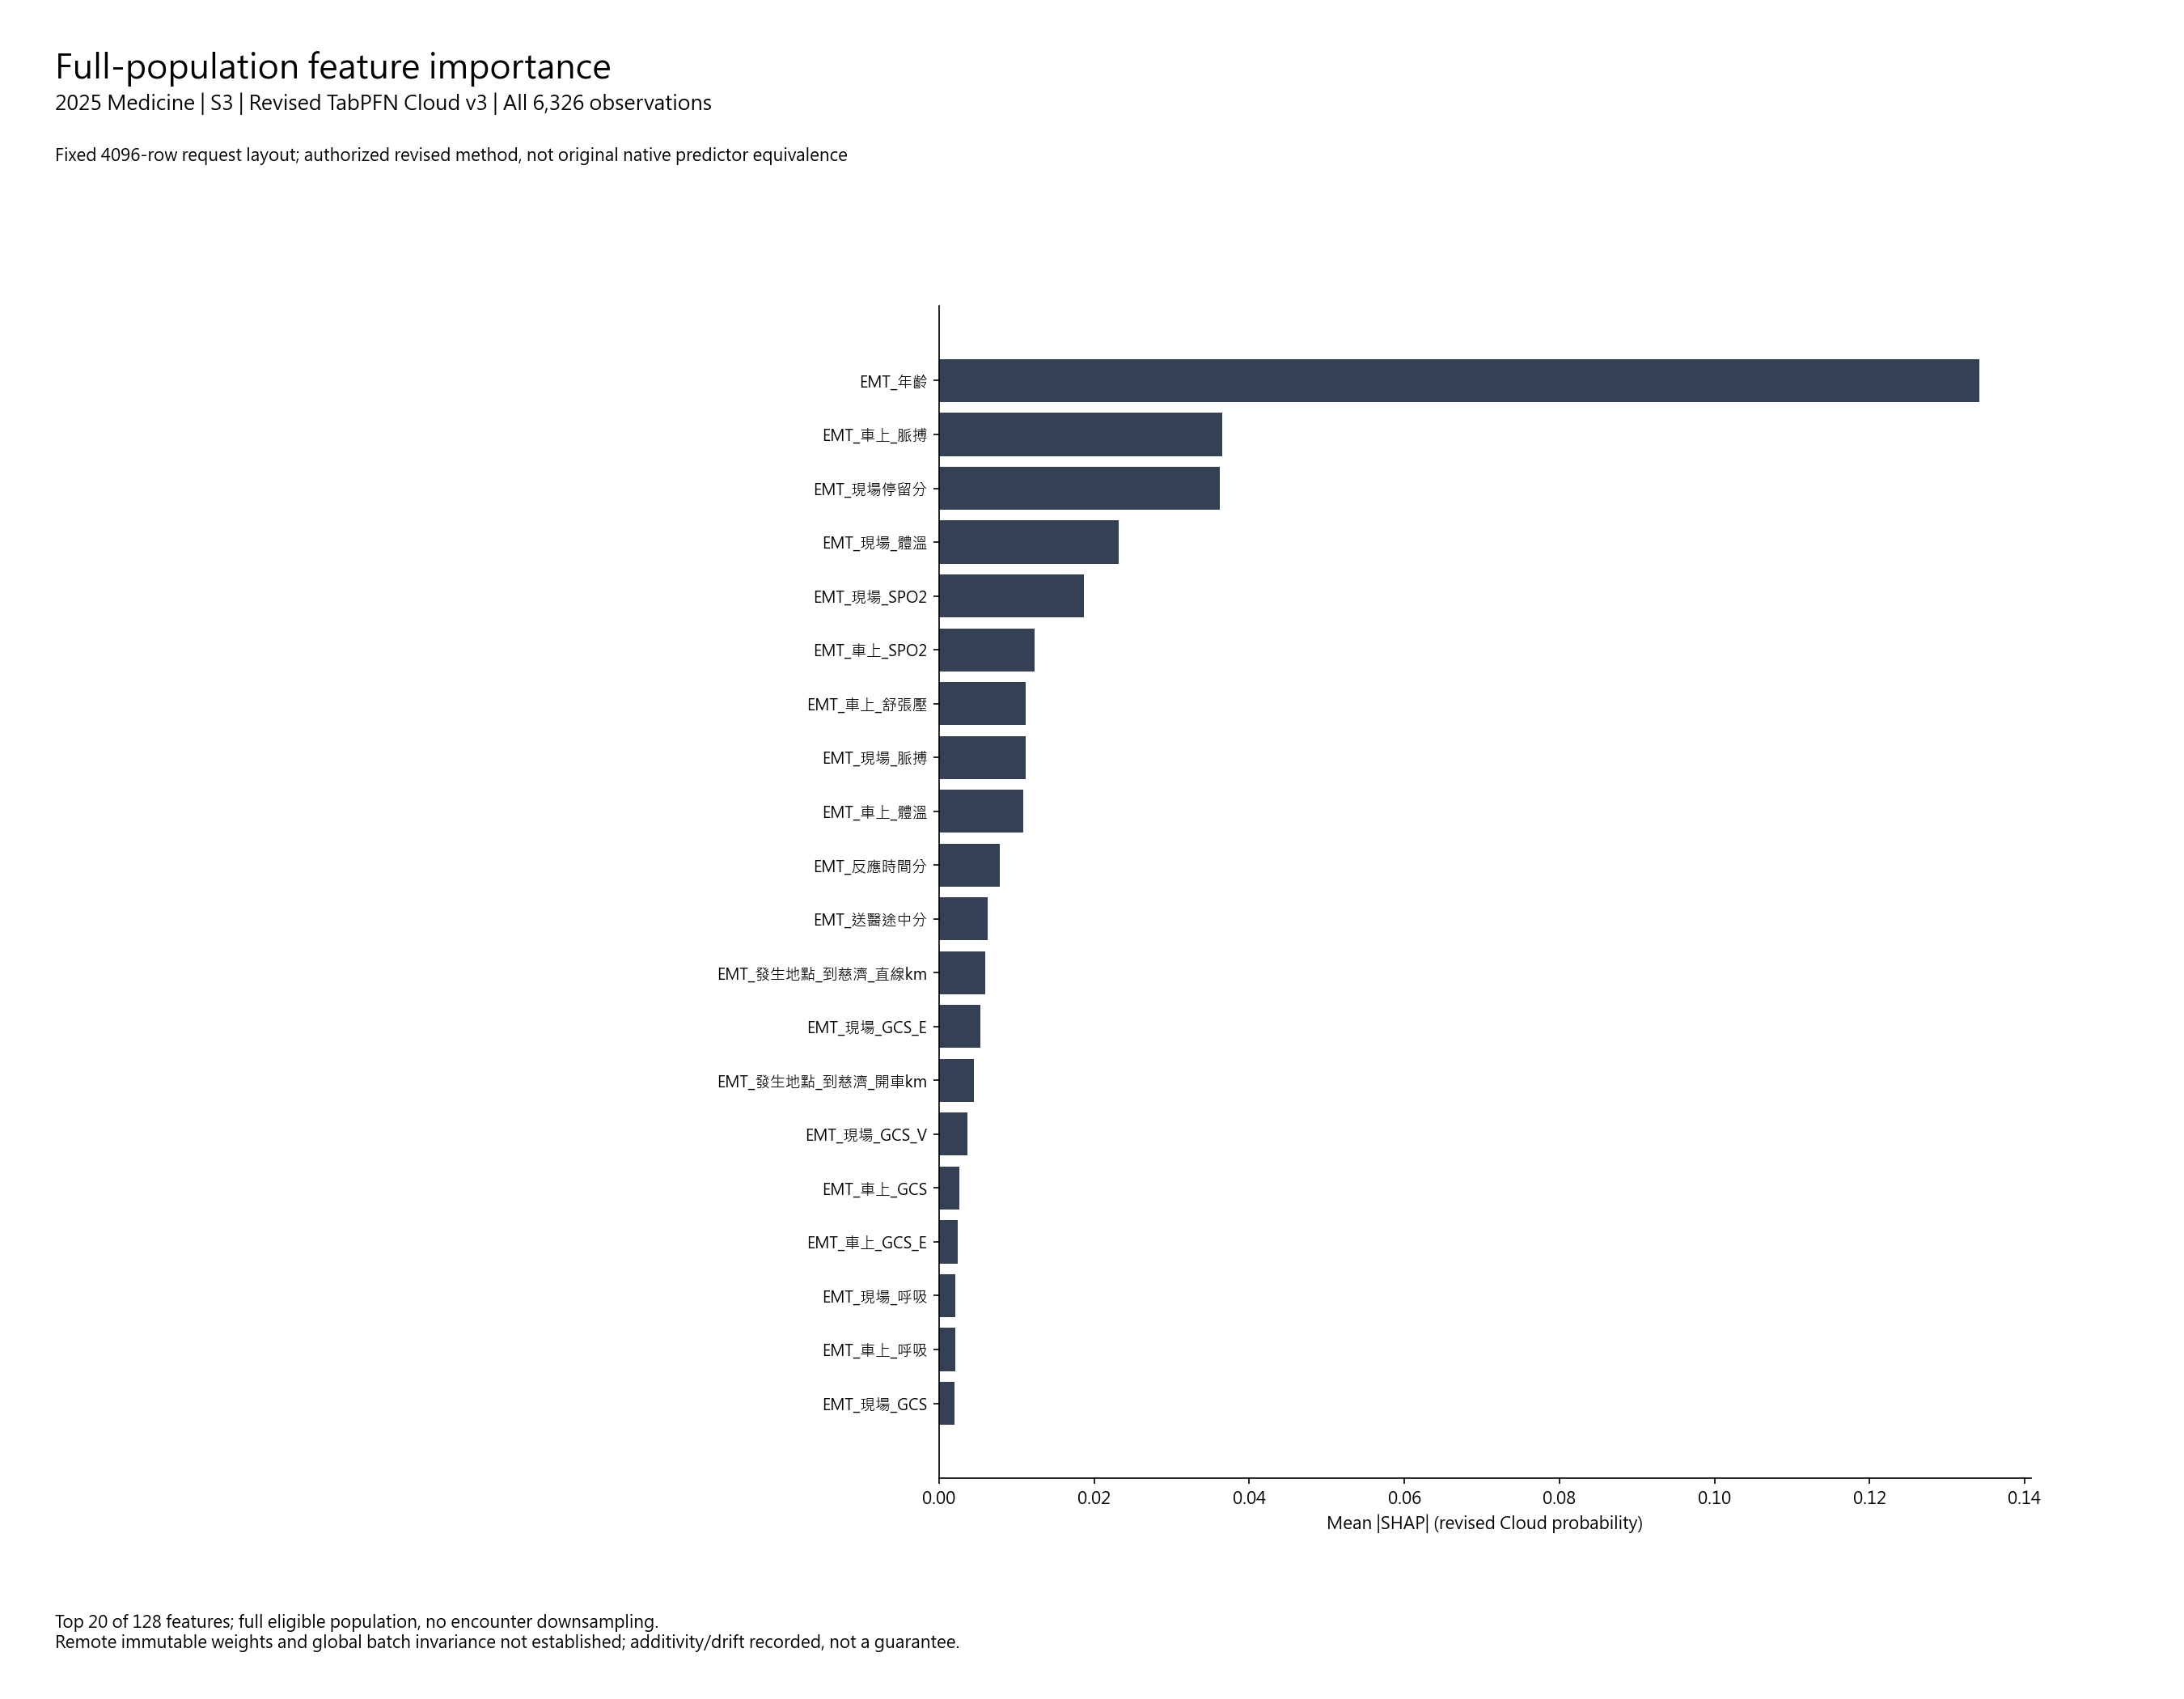 Full-population feature importance
2025 Medicine | S3 | Revised TabPFN Cloud v3 | All 6,326 observations
Fixed 4096-row request layout; authorized revised method, not original native predictor equivalence
EMT_年齡
EMT_車上_脈搏
EMT_現場停留分
EMT_現場_體溫
EMT_現場_SPO2
EMT_車上_SPO2
EMT_車上_舒張壓
EMT_現場_脈搏
EMT_車上_體溫
EMT_反應時間分
EMT_送醫途中分
EMT_發生地點_到慈濟_直線km
EMT_現場_GCS_E
EMT_發生地點_到慈濟_開車km
EMT_現場_GCS_V
EMT_車上_GCS
EMT_車上_GCS_E
EMT_現場_呼吸
EMT_車上_呼吸
EMT_現場_GCS
0.00 0.02 0.04 0.06 0.08 0.10 0.12 0.14
Mean |SHAP| (revised Cloud probability)
Top 20 of 128 features; full eligible population, no encounter downsampling.
Remote immutable weights and global batch invariance not established; additivity/drift recorded, not a guarantee.